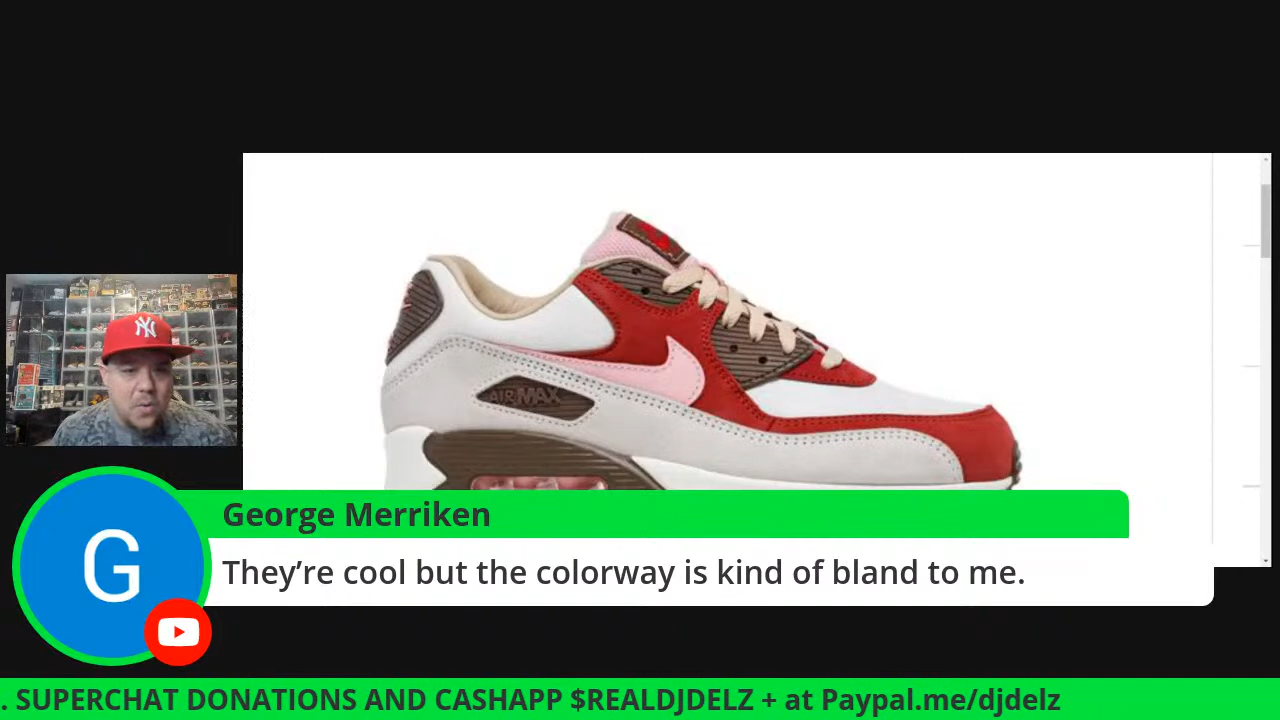 NY
AIR MAX
G
George Merriken
They’re cool but the colorway is kind of bland to me.
. SUPERCHAT DONATIONS AND CASHAPP $REALDJDELZ + at Paypal.me/djdelz